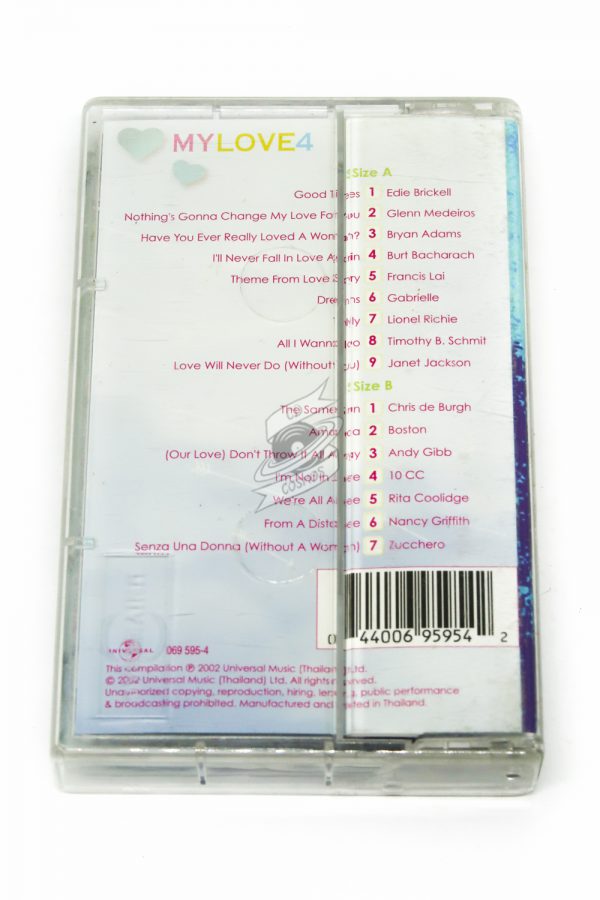 MYLOVE4
Size A
Good Times 1 Edie Brickell
Nothing's Gonna Change My Love For You 2 Glenn Medeiros
Have You Ever Really Loved A Woman? 3 Bryan Adams
I'll Never Fall In Love Again 4 Burt Bacharach
Theme From Love Story 5 Francis Lai
Dreams 6 Gabrielle
7 Lionel Richie
All I Wanna Do 8 Timothy B. Schmit
Love Will Never Do (Without You) 9 Janet Jackson
Size B
The Same Sun 1 Chris de Burgh
Amanda 2 Boston
(Our Love) Don't Throw It All Away 3 Andy Gibb
I'm Not In Love 4 10 CC
We're All Alone 5 Rita Coolidge
From A Distance 6 Nancy Griffith
Senza Una Donna (Without A Woman) 7 Zucchero
COSMOS
0 44006 95954 2
UNIVERSAL 069 595-4
This compilation ℗ 2002 Universal Music (Thailand) Ltd.
© 2002 Universal Music (Thailand) Ltd. All rights reserved.
Unauthorized copying, reproduction, hiring, lending, public performance
& broadcasting prohibited. Manufactured and printed in Thailand.